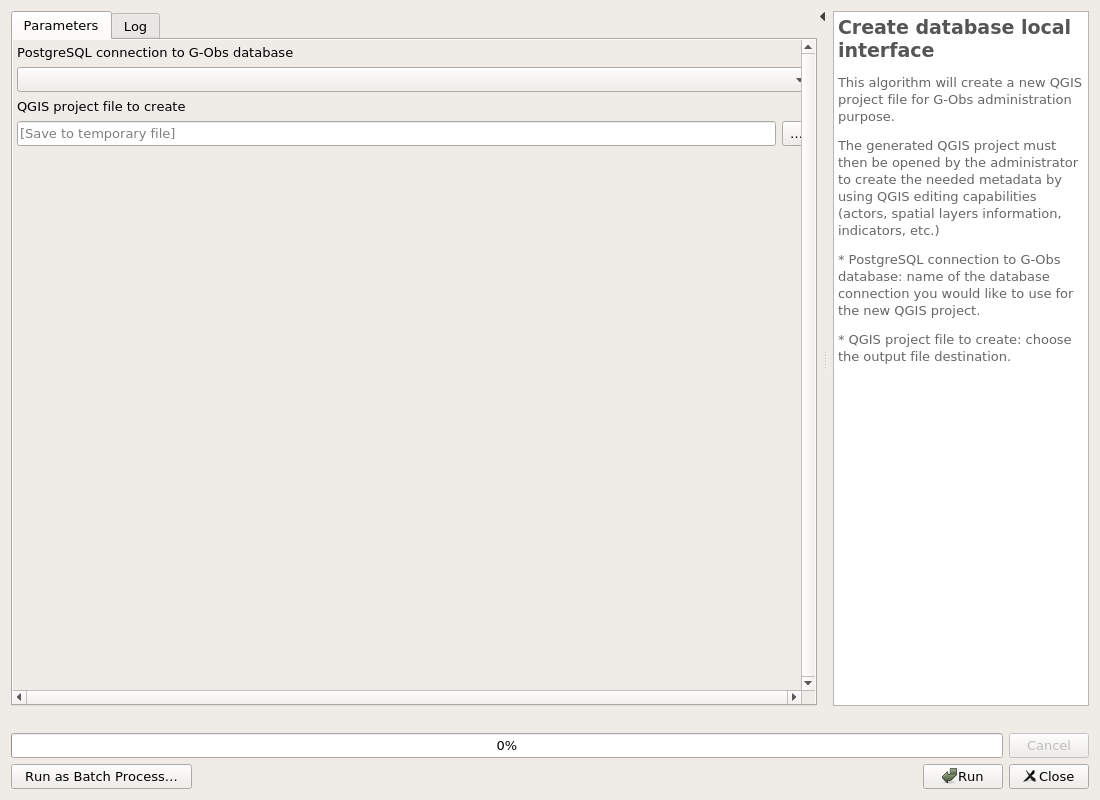 Parameters
Log
PostgreSQL connection to G-Obs database
QGIS project file to create
[Save to temporary file]
...
Create database local
interface
This algorithm will create a new QGIS
project file for G-Obs administration
purpose.
The generated QGIS project must
then be opened by the administrator
to create the needed metadata by
using QGIS editing capabilities
(actors, spatial layers information,
indicators, etc.)
* PostgreSQL connection to G-Obs
database: name of the database
connection you would like to use for
the new QGIS project.
* QGIS project file to create: choose
the output file destination.
0%
Cancel
Run as Batch Process...
Run
Close